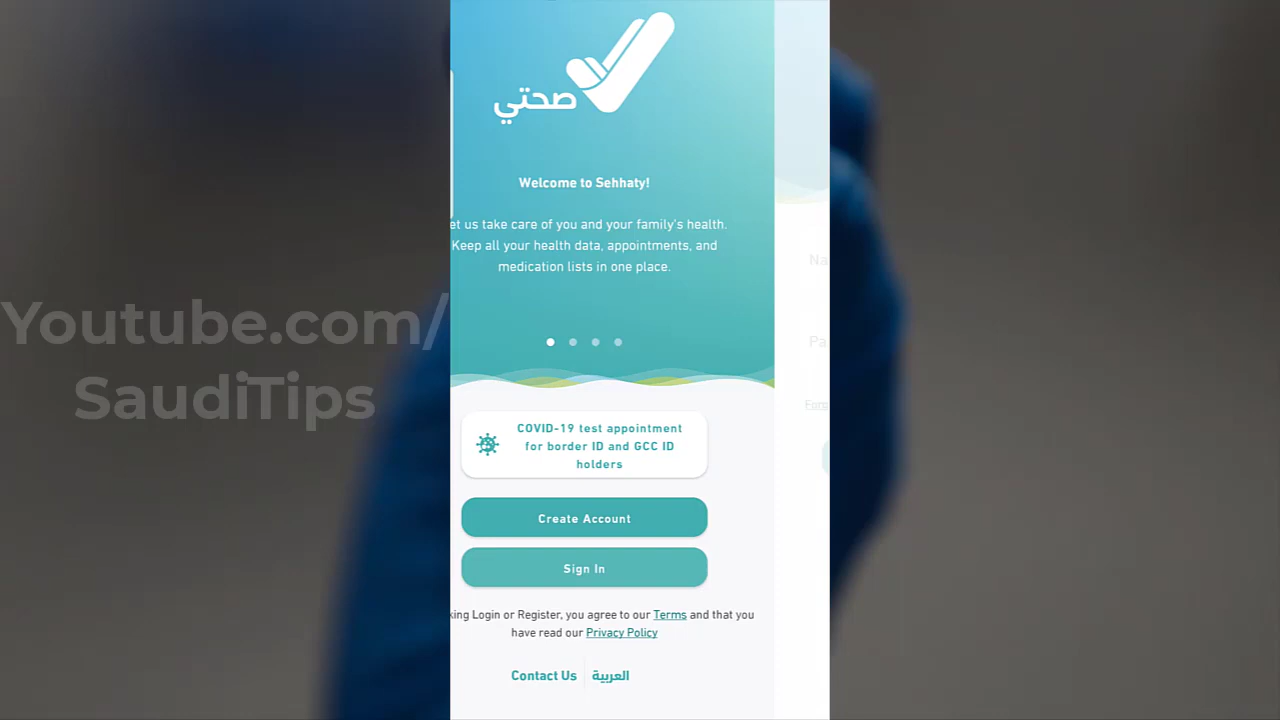 صحتي
Welcome to Sehhaty!
et us take care of you and your family's health.
Keep all your health data, appointments, and
medication lists in one place.
Youtube.com/
SaudiTips
COVID-19 test appointment
for border ID and GCC ID
holders
Create Account
Sign In
king Login or Register, you agree to our Terms and that you
have read our Privacy Policy
Contact Us
العربية
Na
Pa
Forg